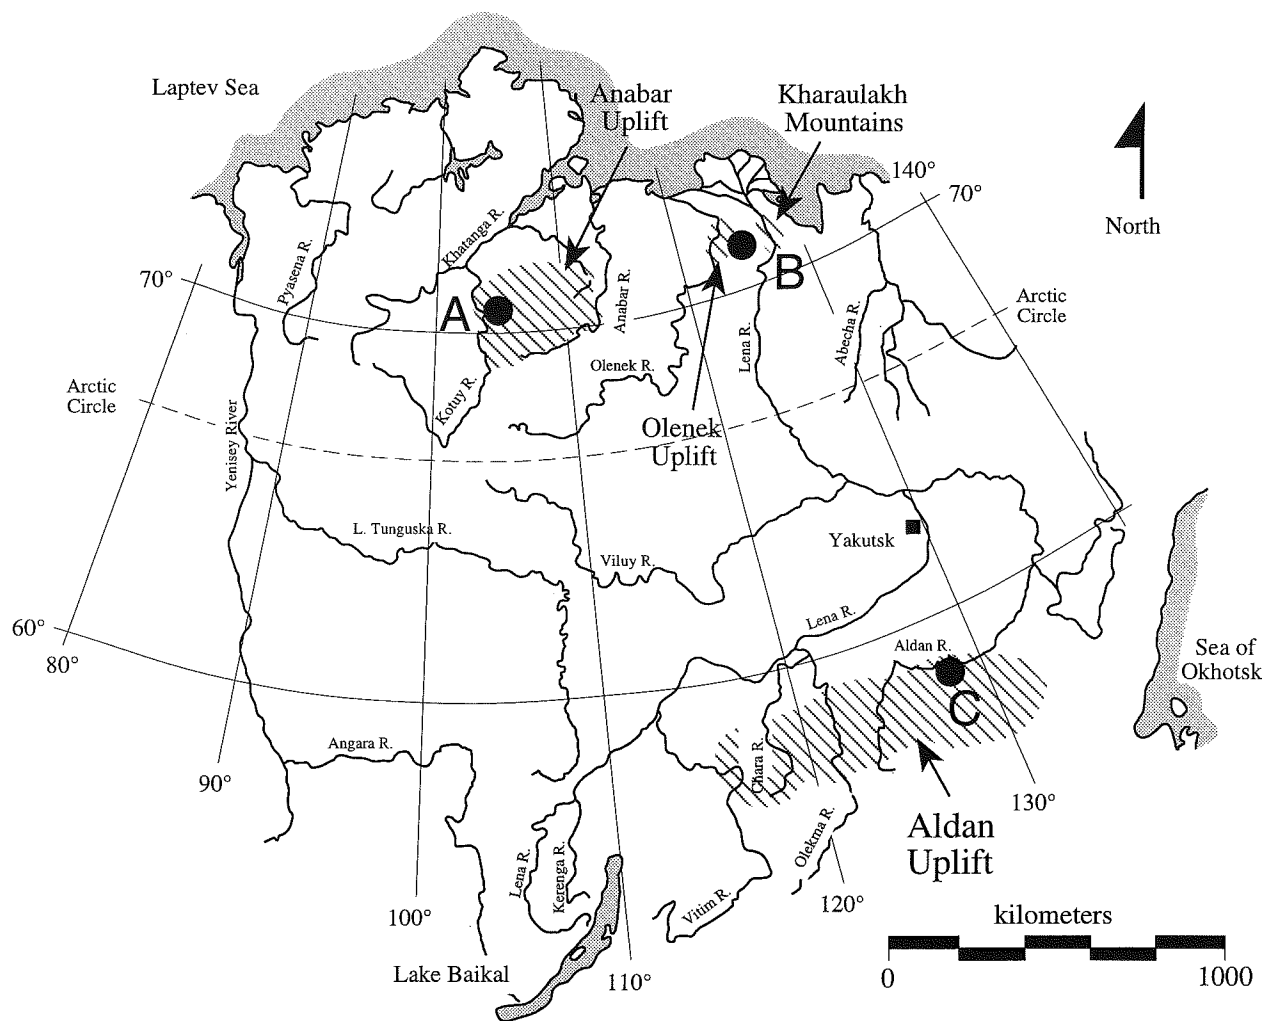 Laptev Sea
Anabar
Uplift
Kharaulakh
Mountains
140°
70°
North
Khatanga R.
Pyasena R.
70°
A
Anabar R.
B
Arctic
Circle
Abecha R.
Lena R.
Olenek R.
Arctic
Circle
Kotuy R.
Yenisey River
Olenek
Uplift
L. Tunguska R.
Yakutsk
Viluy R.
60°
80°
Lena R.
Aldan R.
Sea of
Okhotsk
C
Angara R.
Chara R.
90°
130°
Aldan
Uplift
Olekma R.
Lena R.
Kerenga R.
Vitim R.
100°
120°
kilometers
Lake Baikal
110°
0
1000